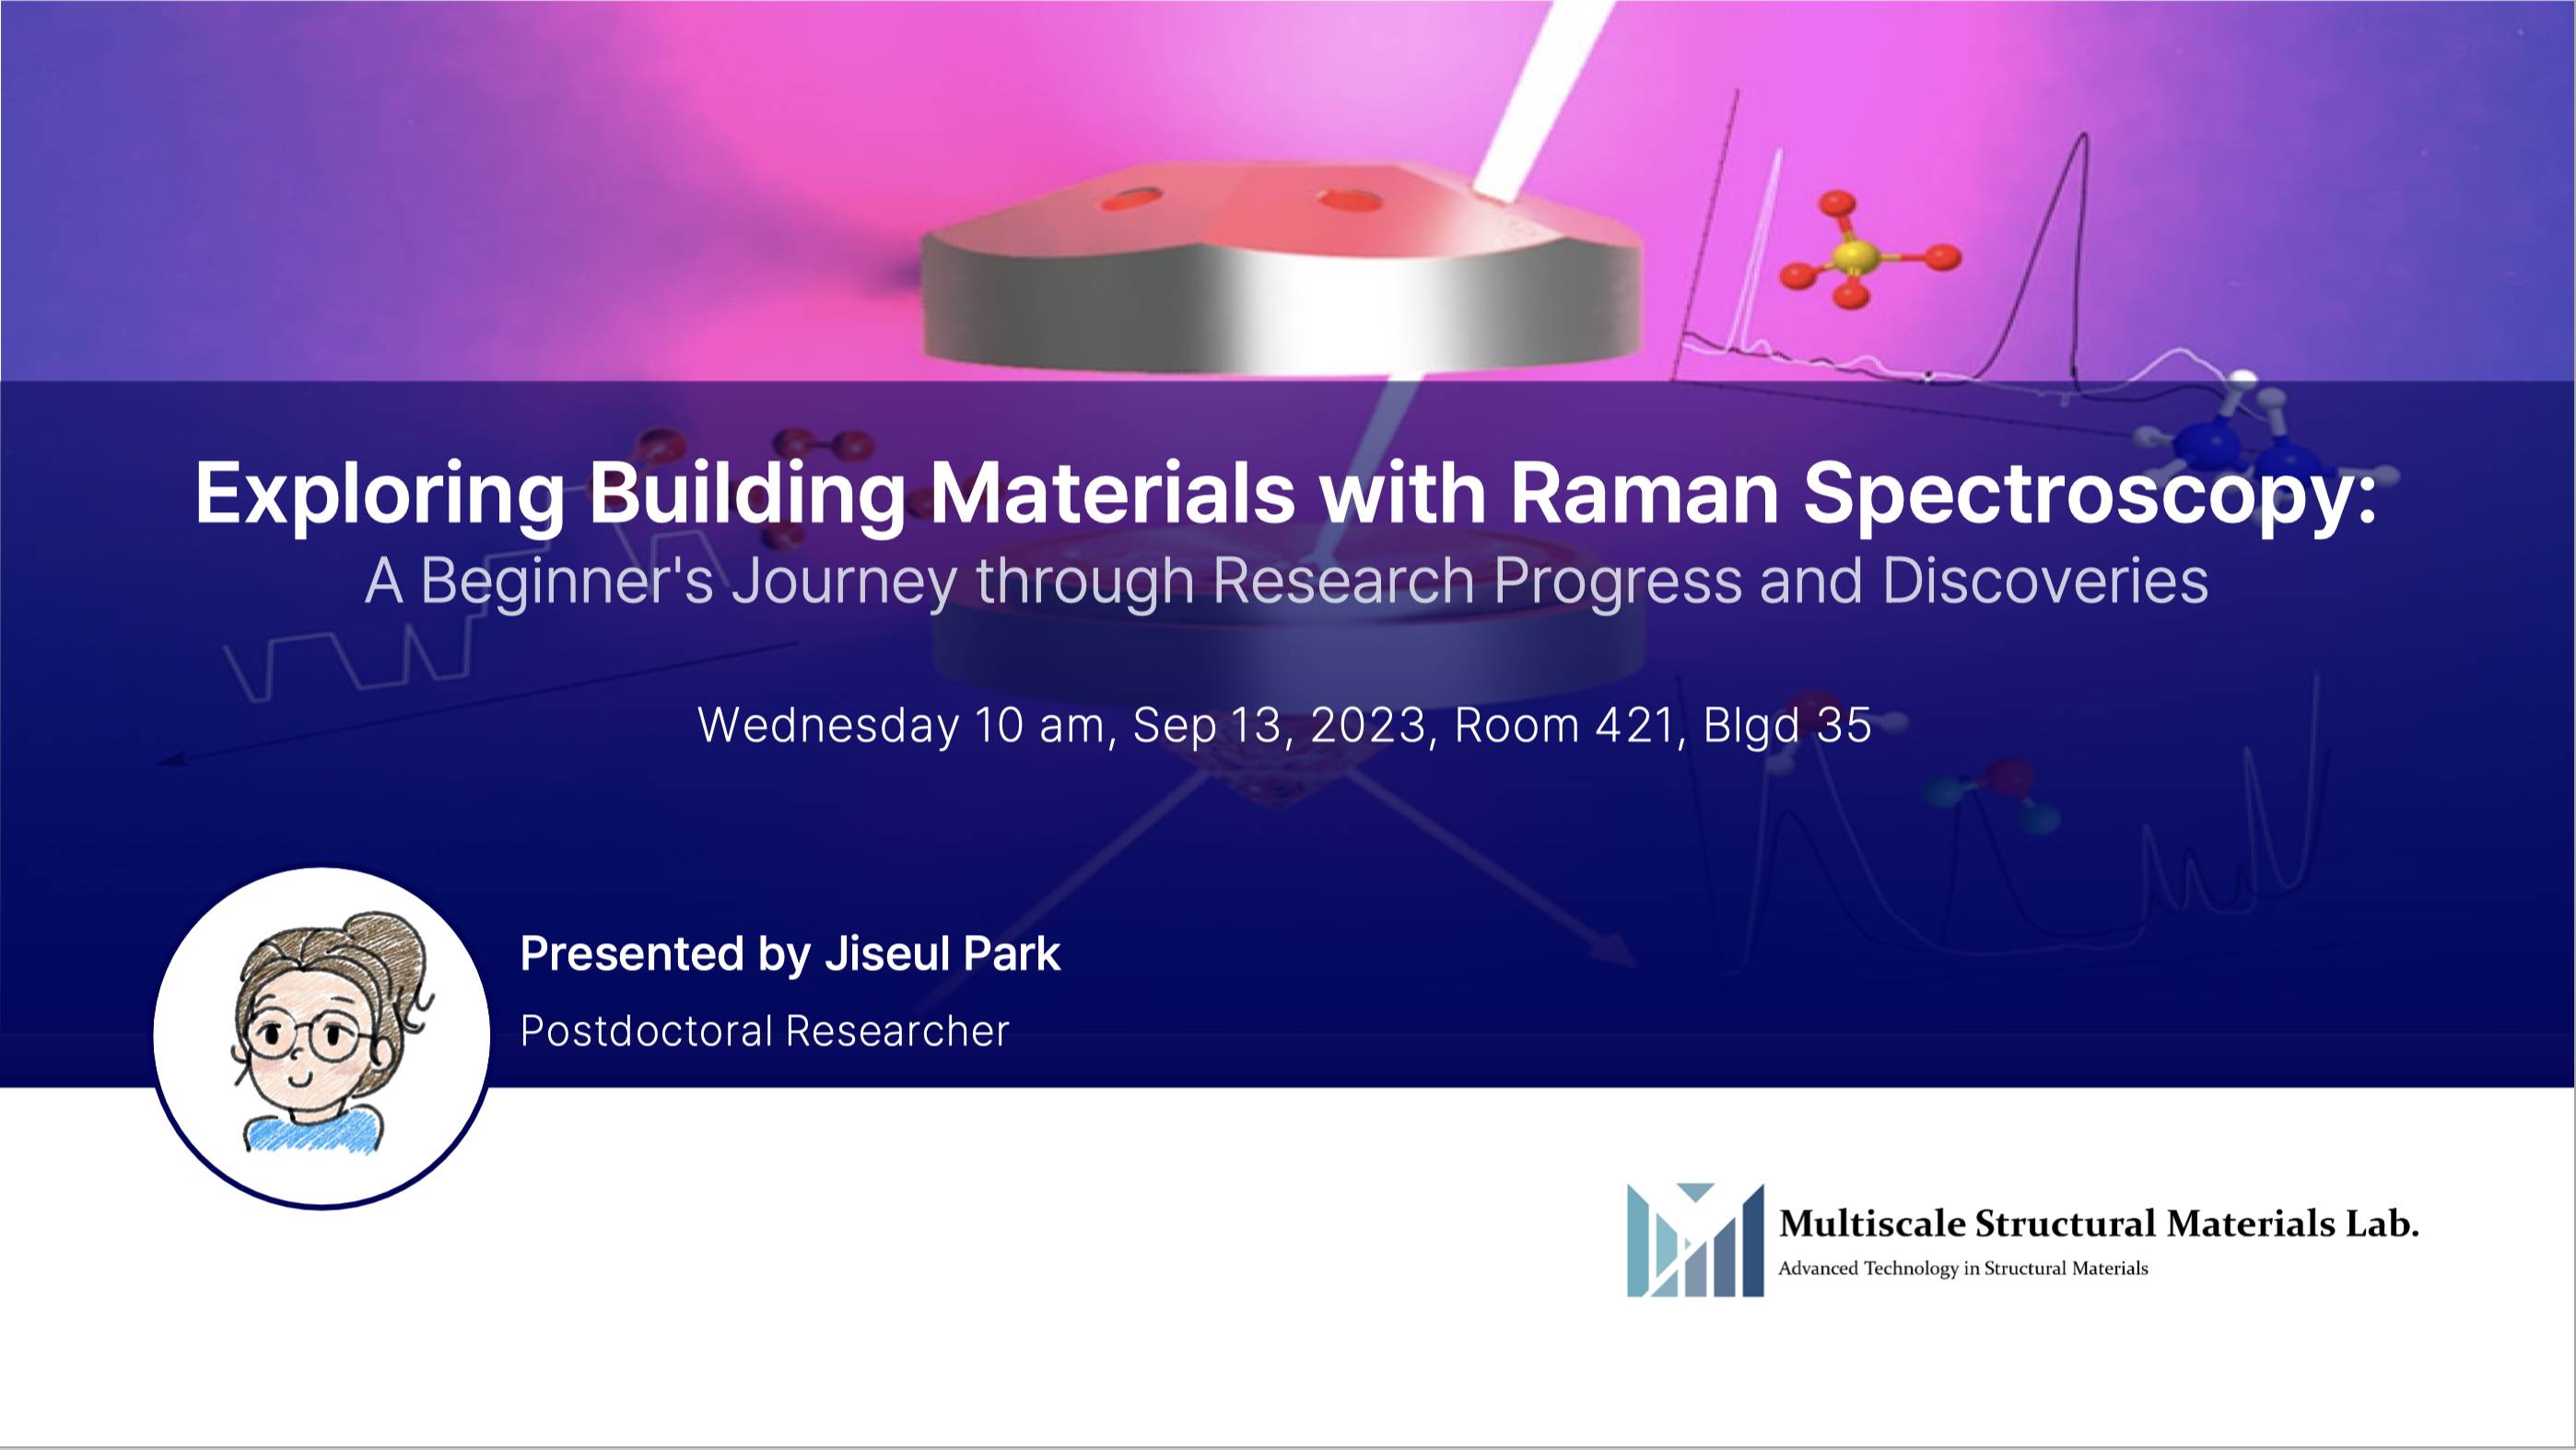 Exploring Building Materials with Raman Spectroscopy:
A Beginner's Journey through Research Progress and Discoveries
Wednesday 10 am, Sep 13, 2023, Room 421, Blgd 35
Presented by Jiseul Park
Postdoctoral Researcher
Multiscale Structural Materials Lab.
Advanced Technology in Structural Materials